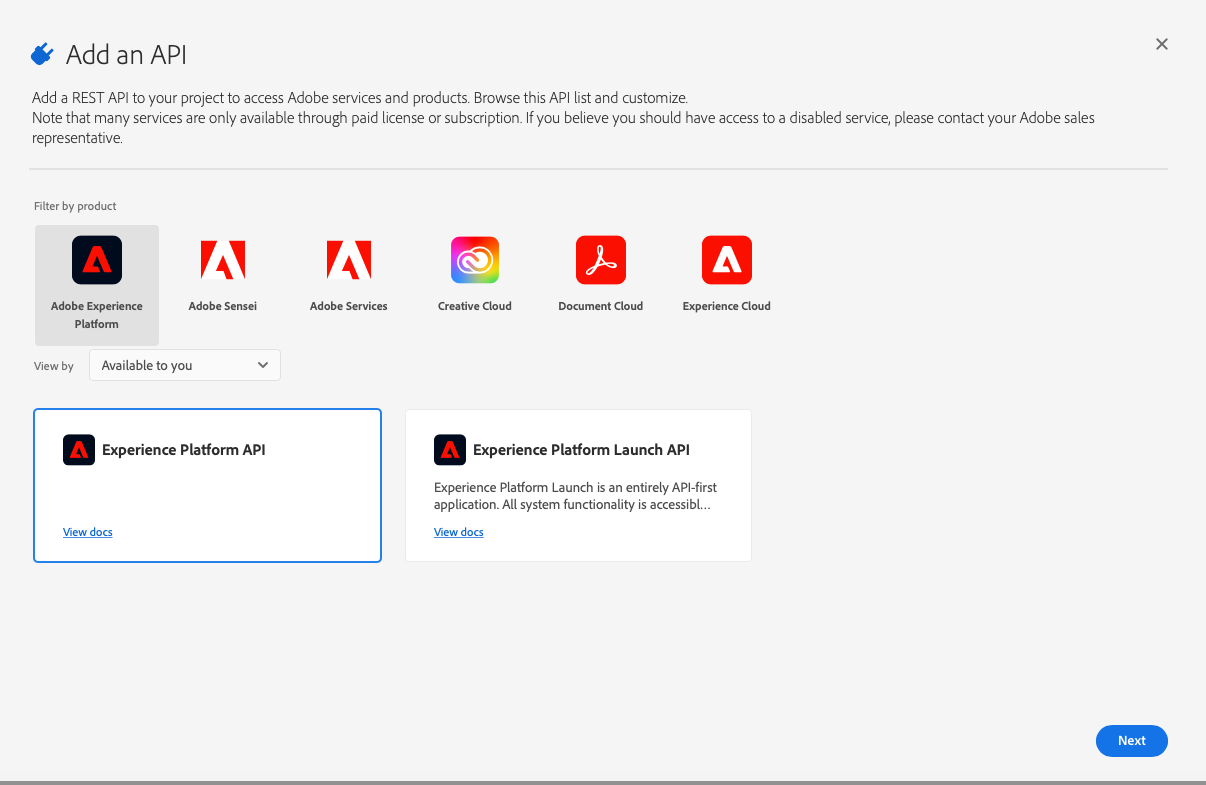 Add an API
Add a REST API to your project to access Adobe services and products. Browse this API list and customize.
Note that many services are only available through paid license or subscription. If you believe you should have access to a disabled service, please contact your Adobe sales
representative.
Filter by product
Adobe Experience
Platform
Adobe Sensei
Adobe Services
Creative Cloud
Document Cloud
Experience Cloud
View by
Available to you
Experience Platform API
View docs
Experience Platform Launch API
Experience Platform Launch is an entirely API-first
application. All system functionality is accessibl...
View docs
Next